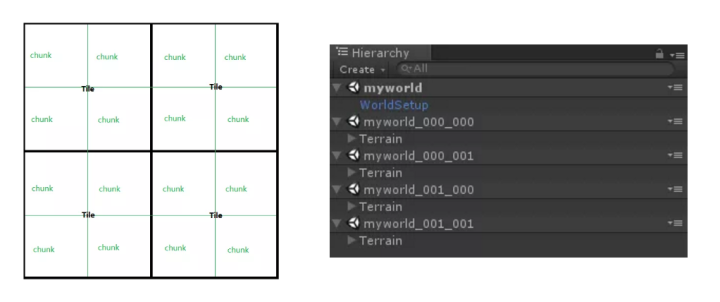 chunk chunk chunk chunk
Tile Tile
chunk chunk chunk chunk
chunk chunk chunk chunk
Tile Tile
chunk chunk chunk chunk
Hierarchy
Create All
myworld
WorldSetup
myworld_000_000
Terrain
myworld_000_001
Terrain
myworld_001_000
Terrain
myworld_001_001
Terrain